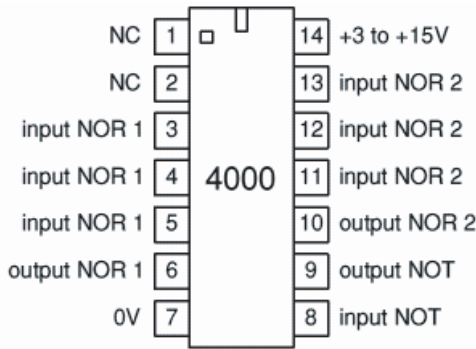 NC 1 14 +3 to +15V
NC 2 13 input NOR 2
input NOR 1 3 12 input NOR 2
input NOR 1 4 4000 11 input NOR 2
input NOR 1 5 10 output NOR 2
output NOR 1 6 9 output NOT
0V 7 8 input NOT